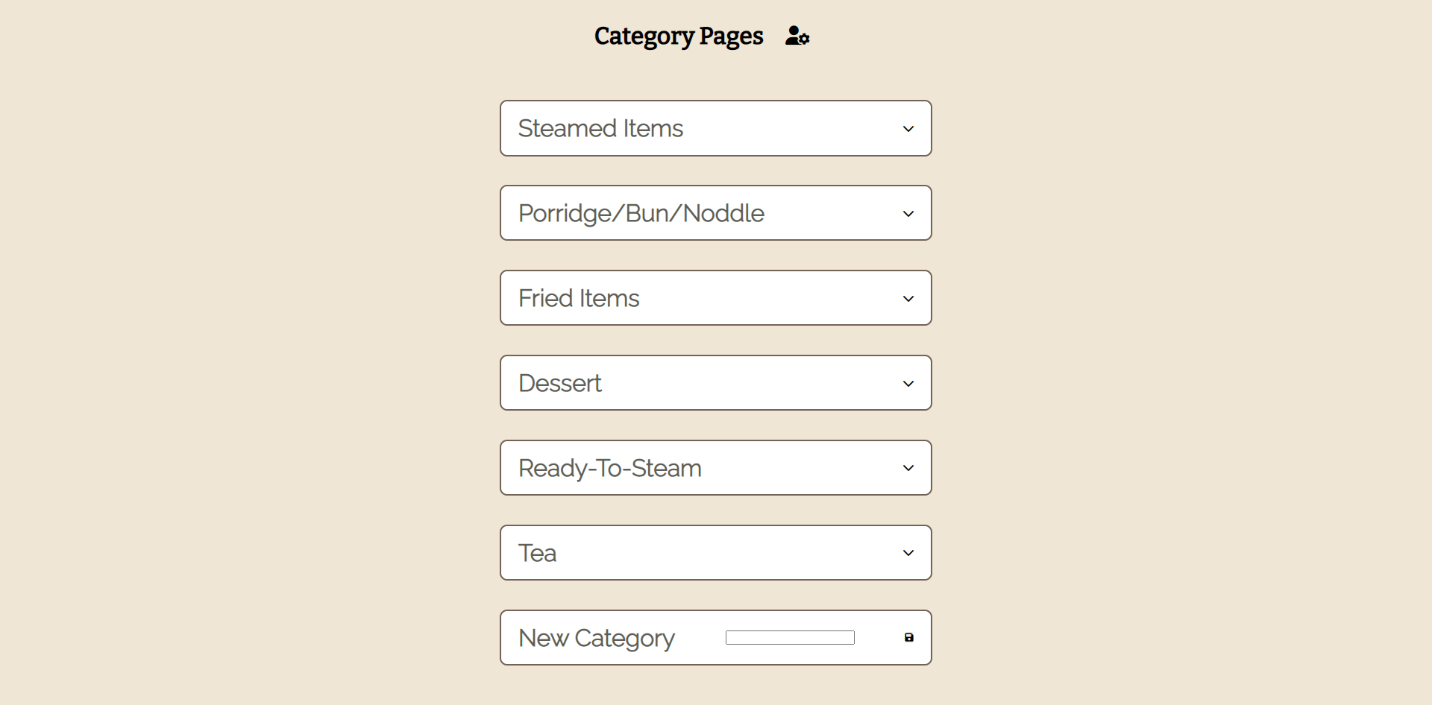 Category Pages
Steamed Items
Porridge/Bun/Noddle
Fried Items
Dessert
Ready-To-Steam
Tea
New Category